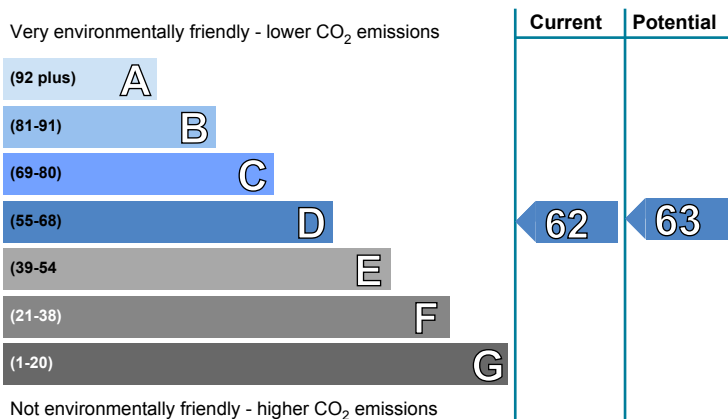 Current Potential
Very environmentally friendly - lower CO₂ emissions
(92 plus) A
(81-91) B
(69-80) C
(55-68) D 62 63
(39-54 E
(21-38) F
(1-20) G
Not environmentally friendly - higher CO₂ emissions